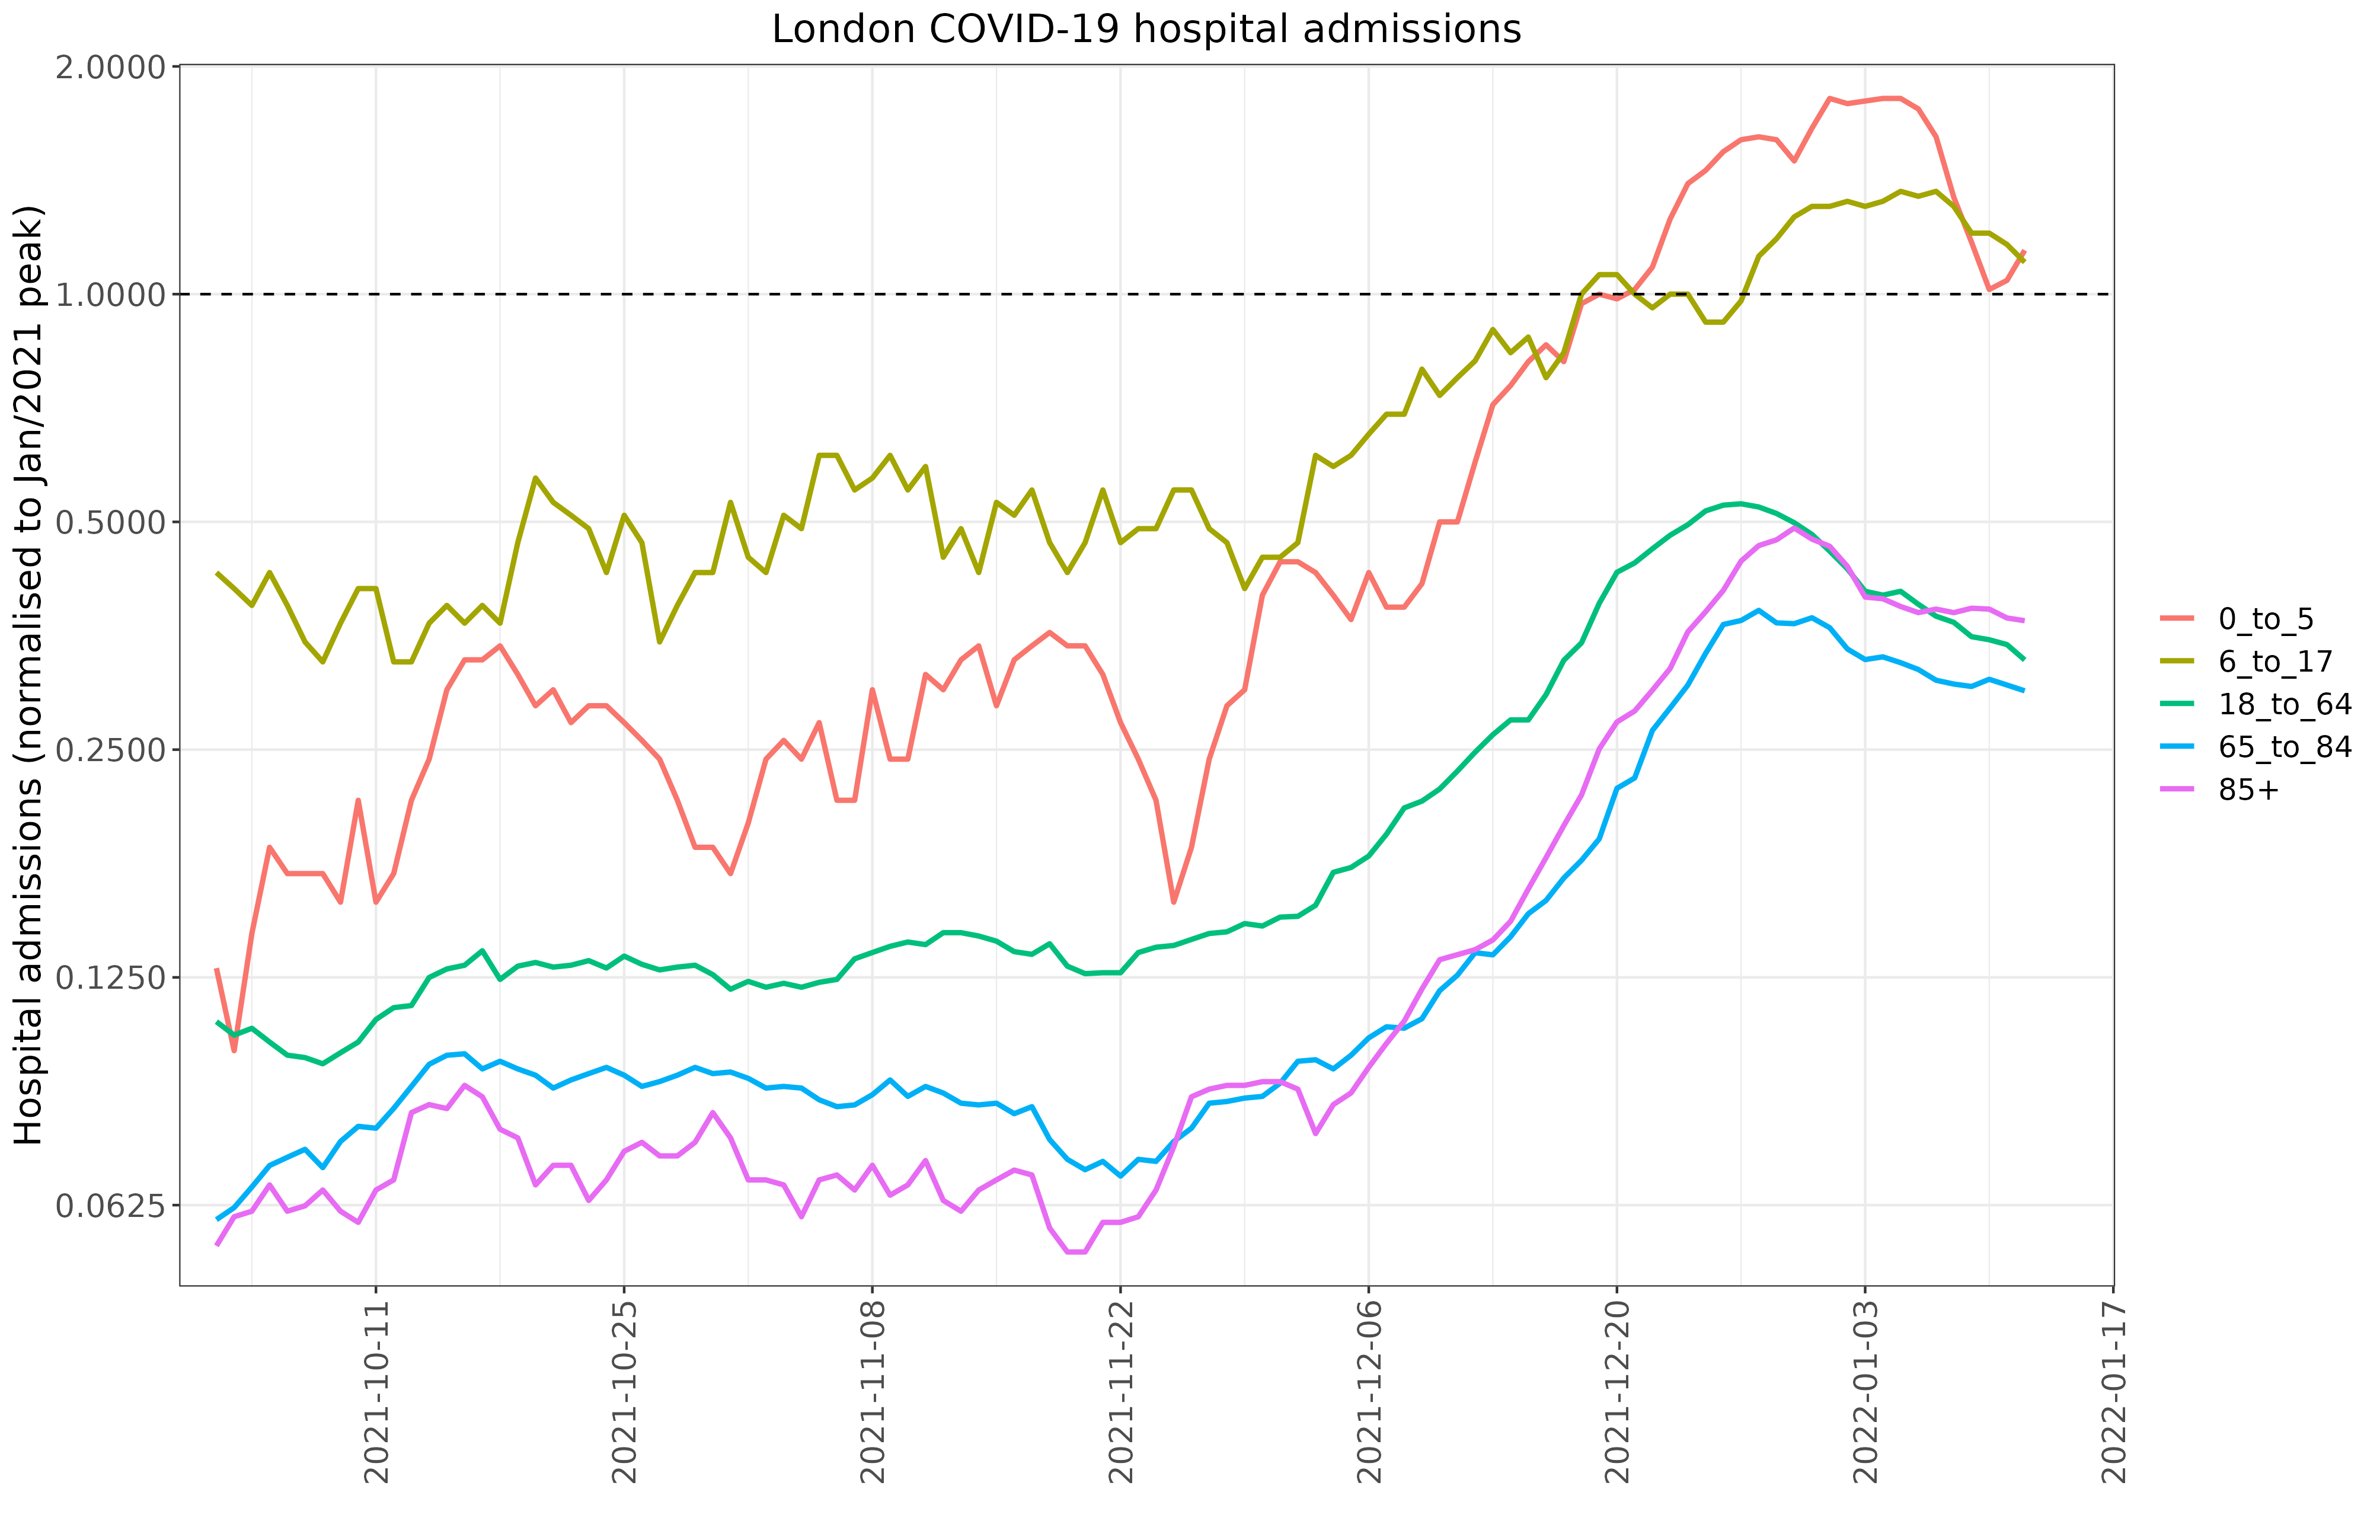 London COVID-19 hospital admissions
Hospital admissions (normalised to Jan/2021 peak)
2.0000
1.0000
0.5000
0.2500
0.1250
0.0625
2021-10-11
2021-10-25
2021-11-08
2021-11-22
2021-12-06
2021-12-20
2022-01-03
2022-01-17
0_to_5
6_to_17
18_to_64
65_to_84
85+